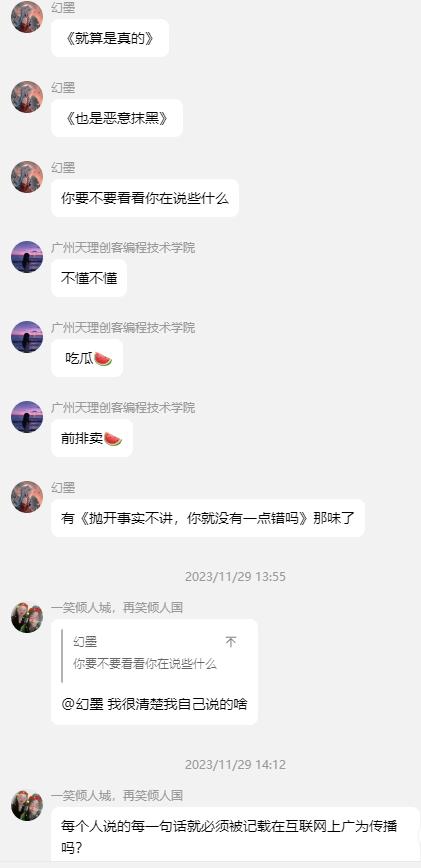 幻墨
《就算是真的》
幻墨
《也是恶意抹黑》
幻墨
你要不要看看你在说些什么
广州天理创客编程技术学院
不懂不懂
广州天理创客编程技术学院
吃瓜🍉
广州天理创客编程技术学院
前排卖🍉
幻墨
有《抛开事实不讲，你就没有一点错吗》那味了
2023/11/29 13:55
一笑倾人城，再笑倾人国
幻墨
你要不要看看你在说些什么
@幻墨 我很清楚我自己说的啥
2023/11/29 14:12
一笑倾人城，再笑倾人国
每个人说的每一句话就必须被记载在互联网上广为传播
吗?